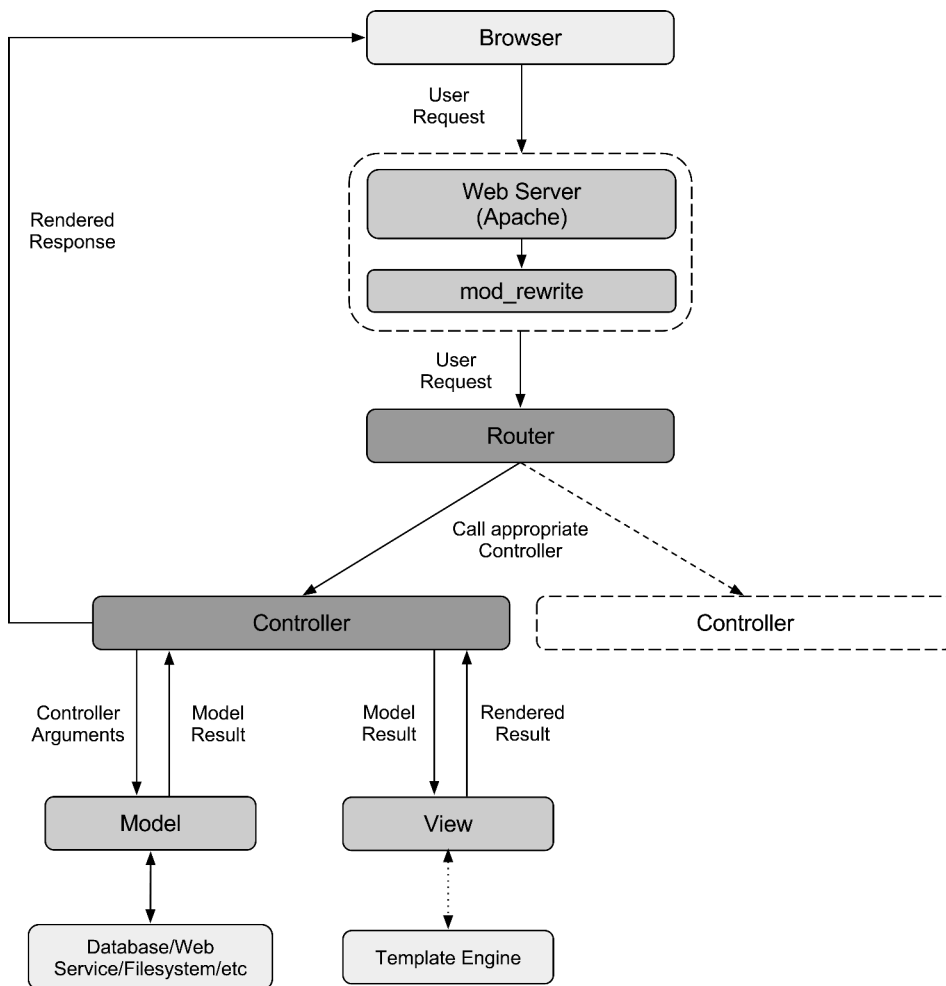 Browser
User
Request
Web Server
(Apache)
Rendered
Response
mod_rewrite
User
Request
Router
Call appropriate
Controller
Controller
Controller
Controller
Arguments
Model
Result
Model
Result
Rendered
Result
Model
View
Database/Web
Service/Filesystem/etc
Template Engine